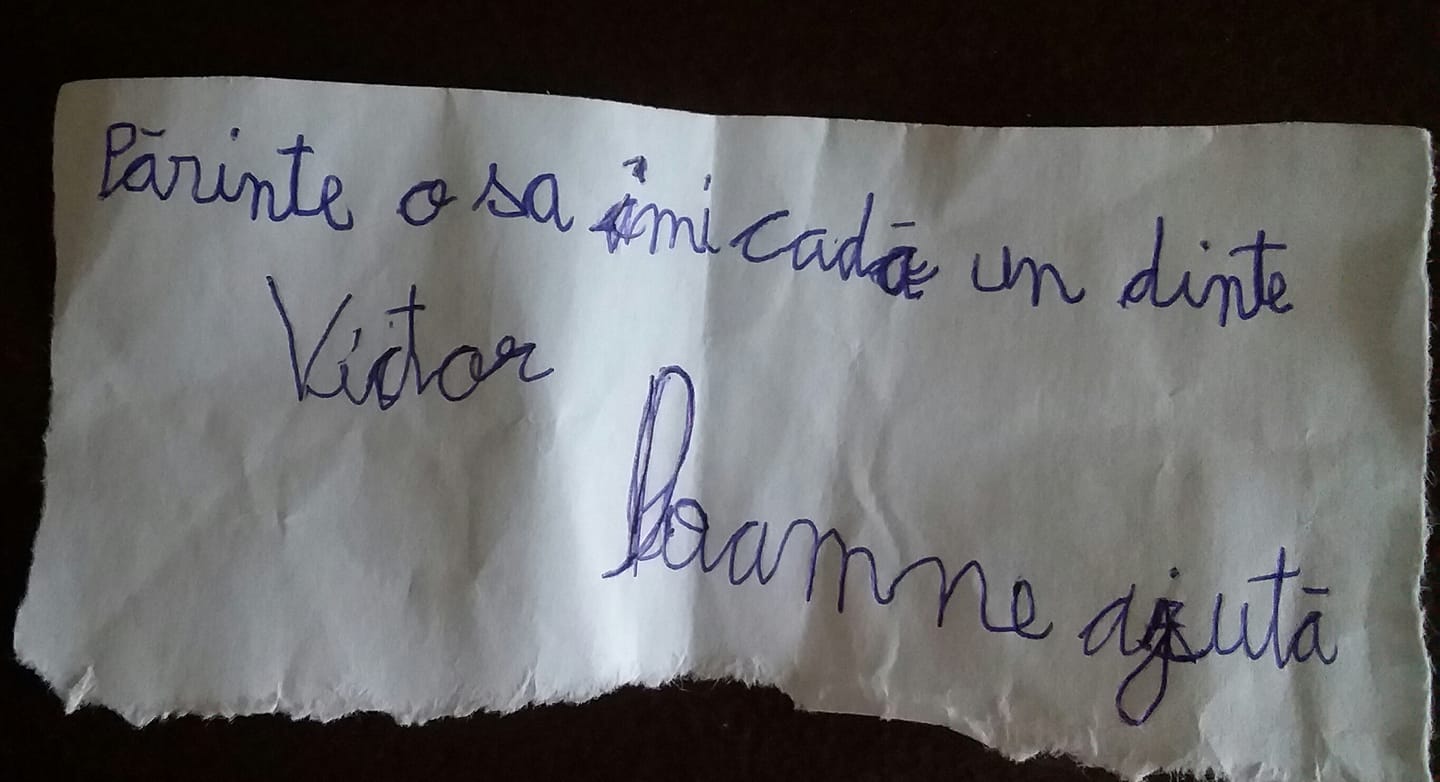 Părinte o sa îmi cadă un dinte
Victor
Doamne ajută